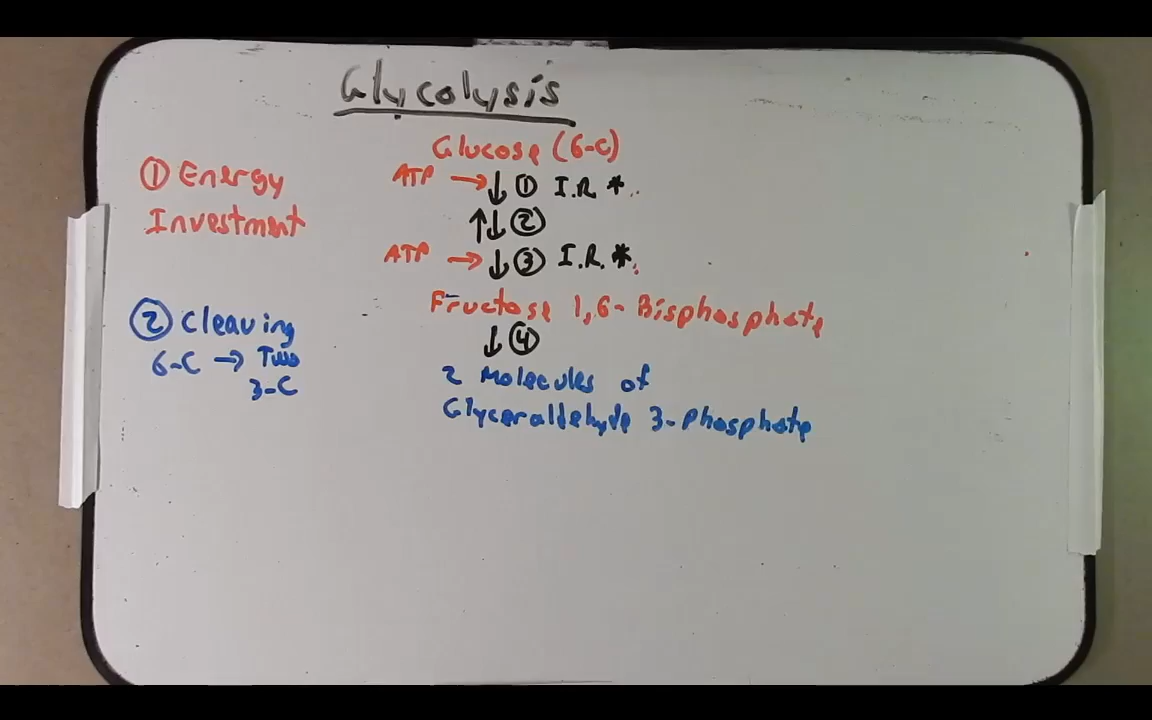 Glycolysis
Glucose (6-C)
① Energy
Investment
ATP → ↓ ① I.R *
↑↓ ②
ATP → ↓ ③ I.R. *
Fructose 1,6-Bisphosphate
↓ ④
② Cleaving
6-C → Two
3-C
2 Molecules of
Glyceraldehyde 3-Phosphate